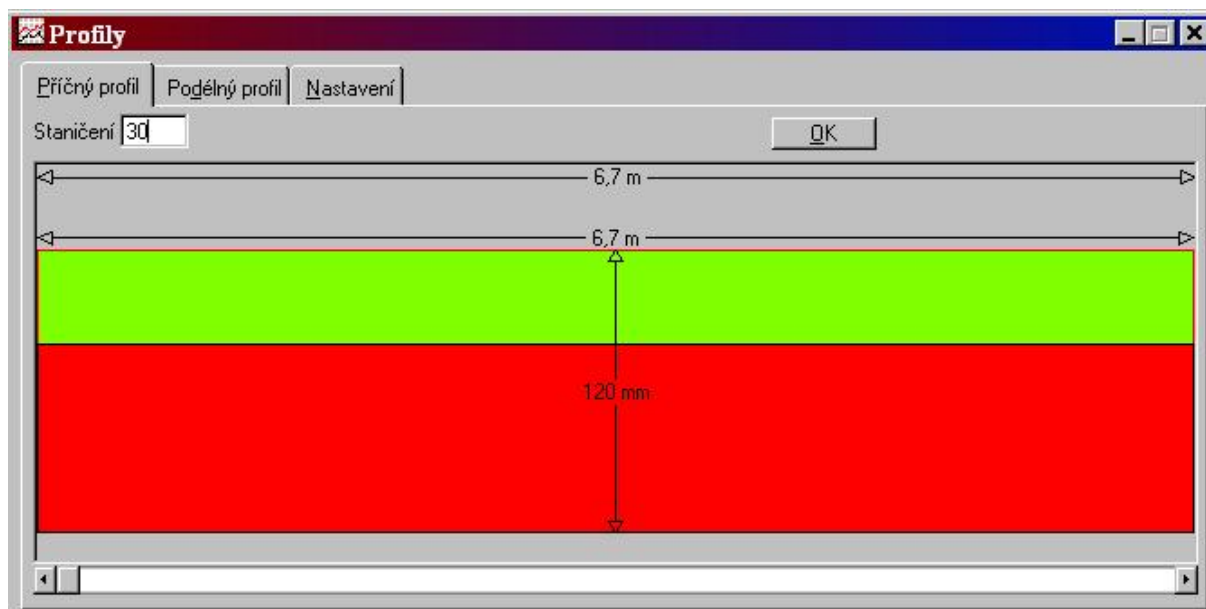 Profily
Příčný profil Podélný profil Nastavení
Staničení 30 OK
6,7 m
6,7 m
120 mm